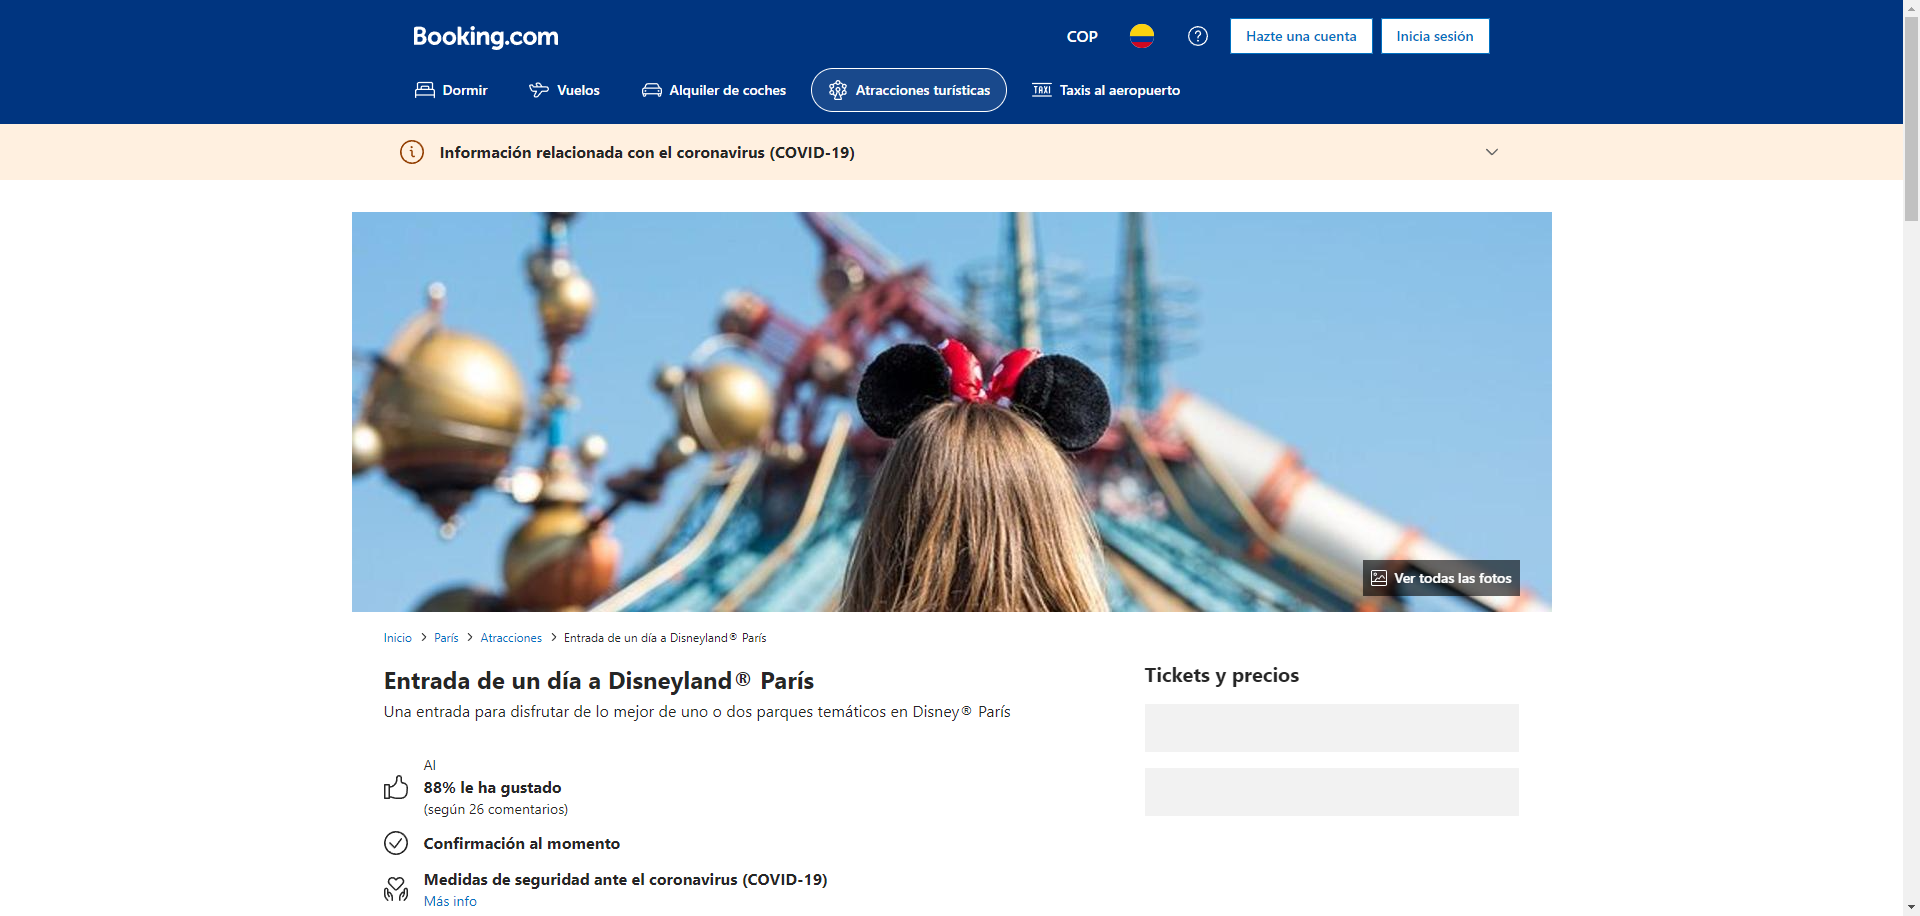 Booking.com
COP
Hazte una cuenta
Inicia sesión
Dormir
Vuelos
Alquiler de coches
Atracciones turísticas
TAXI Taxis al aeropuerto
Información relacionada con el coronavirus (COVID-19)
Ver todas las fotos
Inicio > París > Atracciones > Entrada de un día a Disneyland® París
Entrada de un día a Disneyland® París
Una entrada para disfrutar de lo mejor de uno o dos parques temáticos en Disney® París
Al
88% le ha gustado
(según 26 comentarios)
Confirmación al momento
Medidas de seguridad ante el coronavirus (COVID-19)
Más info
Tickets y precios